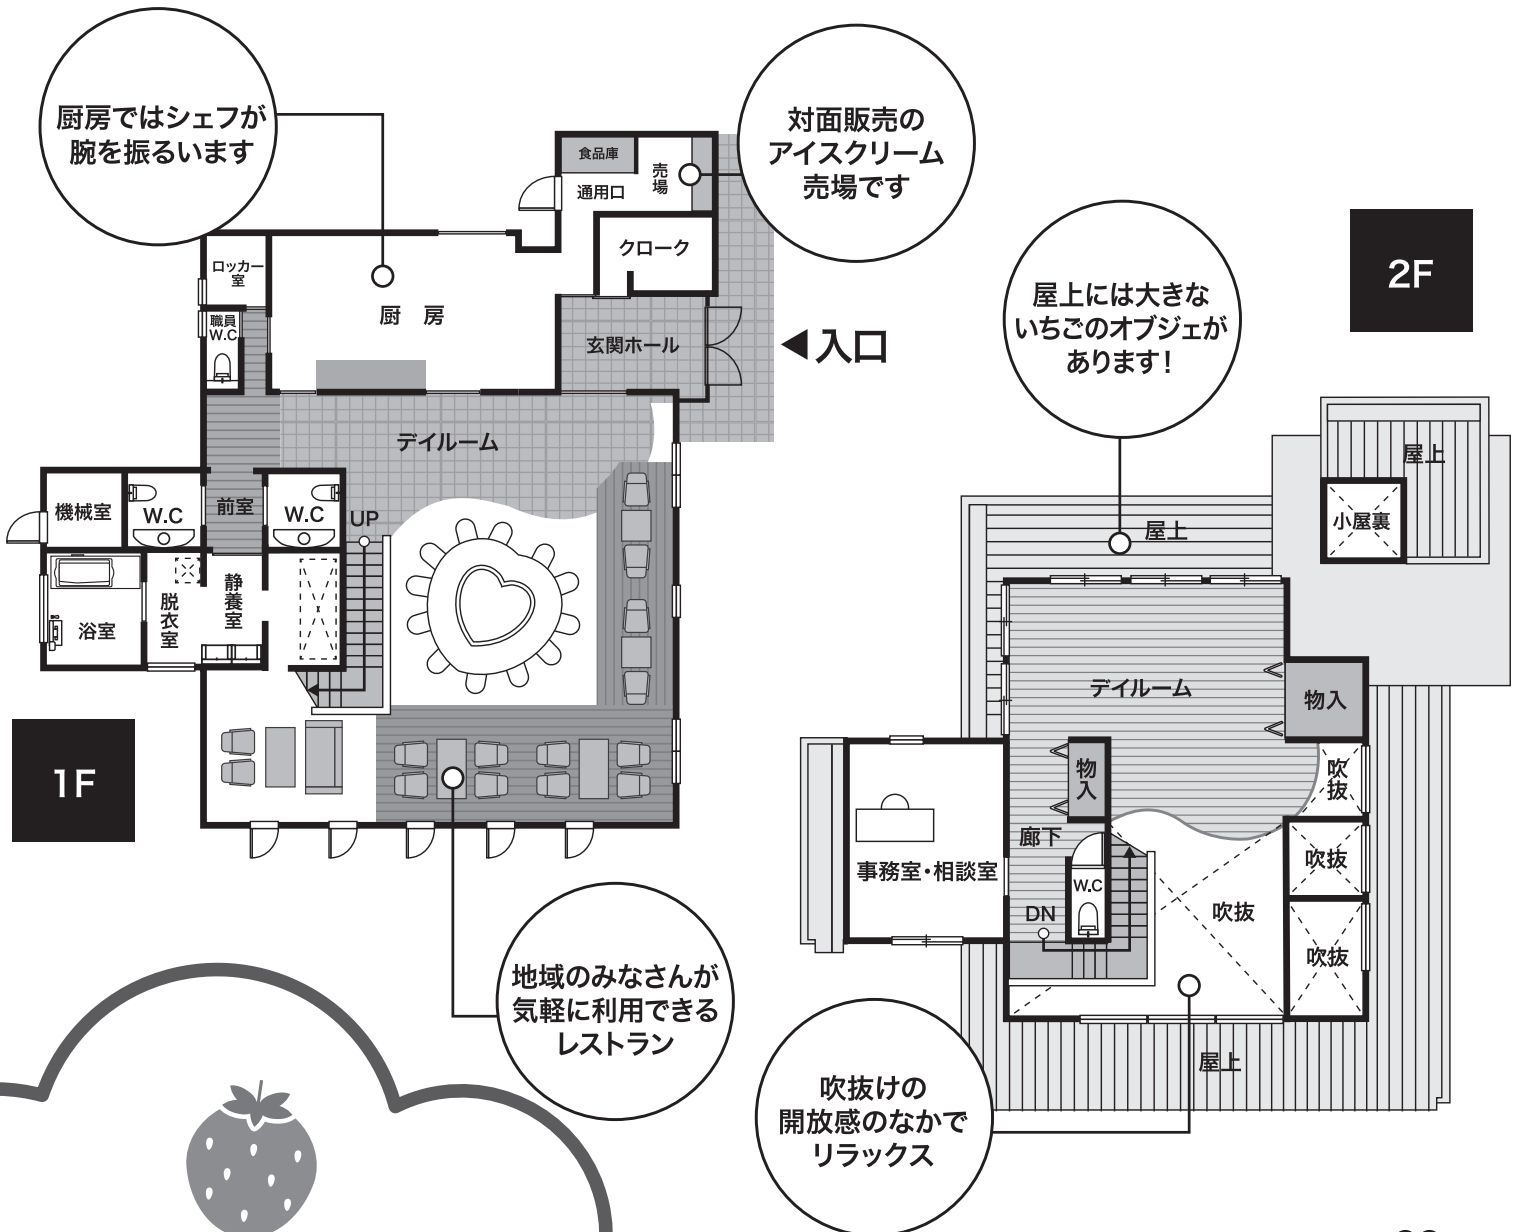 厨房ではシェフが
腕を振るいます
対面販売の
アイスクリーム
売場です
食品庫
売場
通用口
クローク
ロッカー
室
職員
W.C
厨 房
玄関ホール
入口
デイルーム
機械室
W.C
前室
W.C
UP
静養室
脱衣室
浴室
1F
地域のみなさんが
気軽に利用できる
レストラン
2F
屋上には大きな
いちごのオブジェが
あります!
屋上
小屋裏
屋上
デイルーム
物入
物入
吹抜
廊下
吹抜
事務室・相談室
W.C
DN
吹抜
吹抜
屋上
吹抜けの
開放感のなかで
リラックス